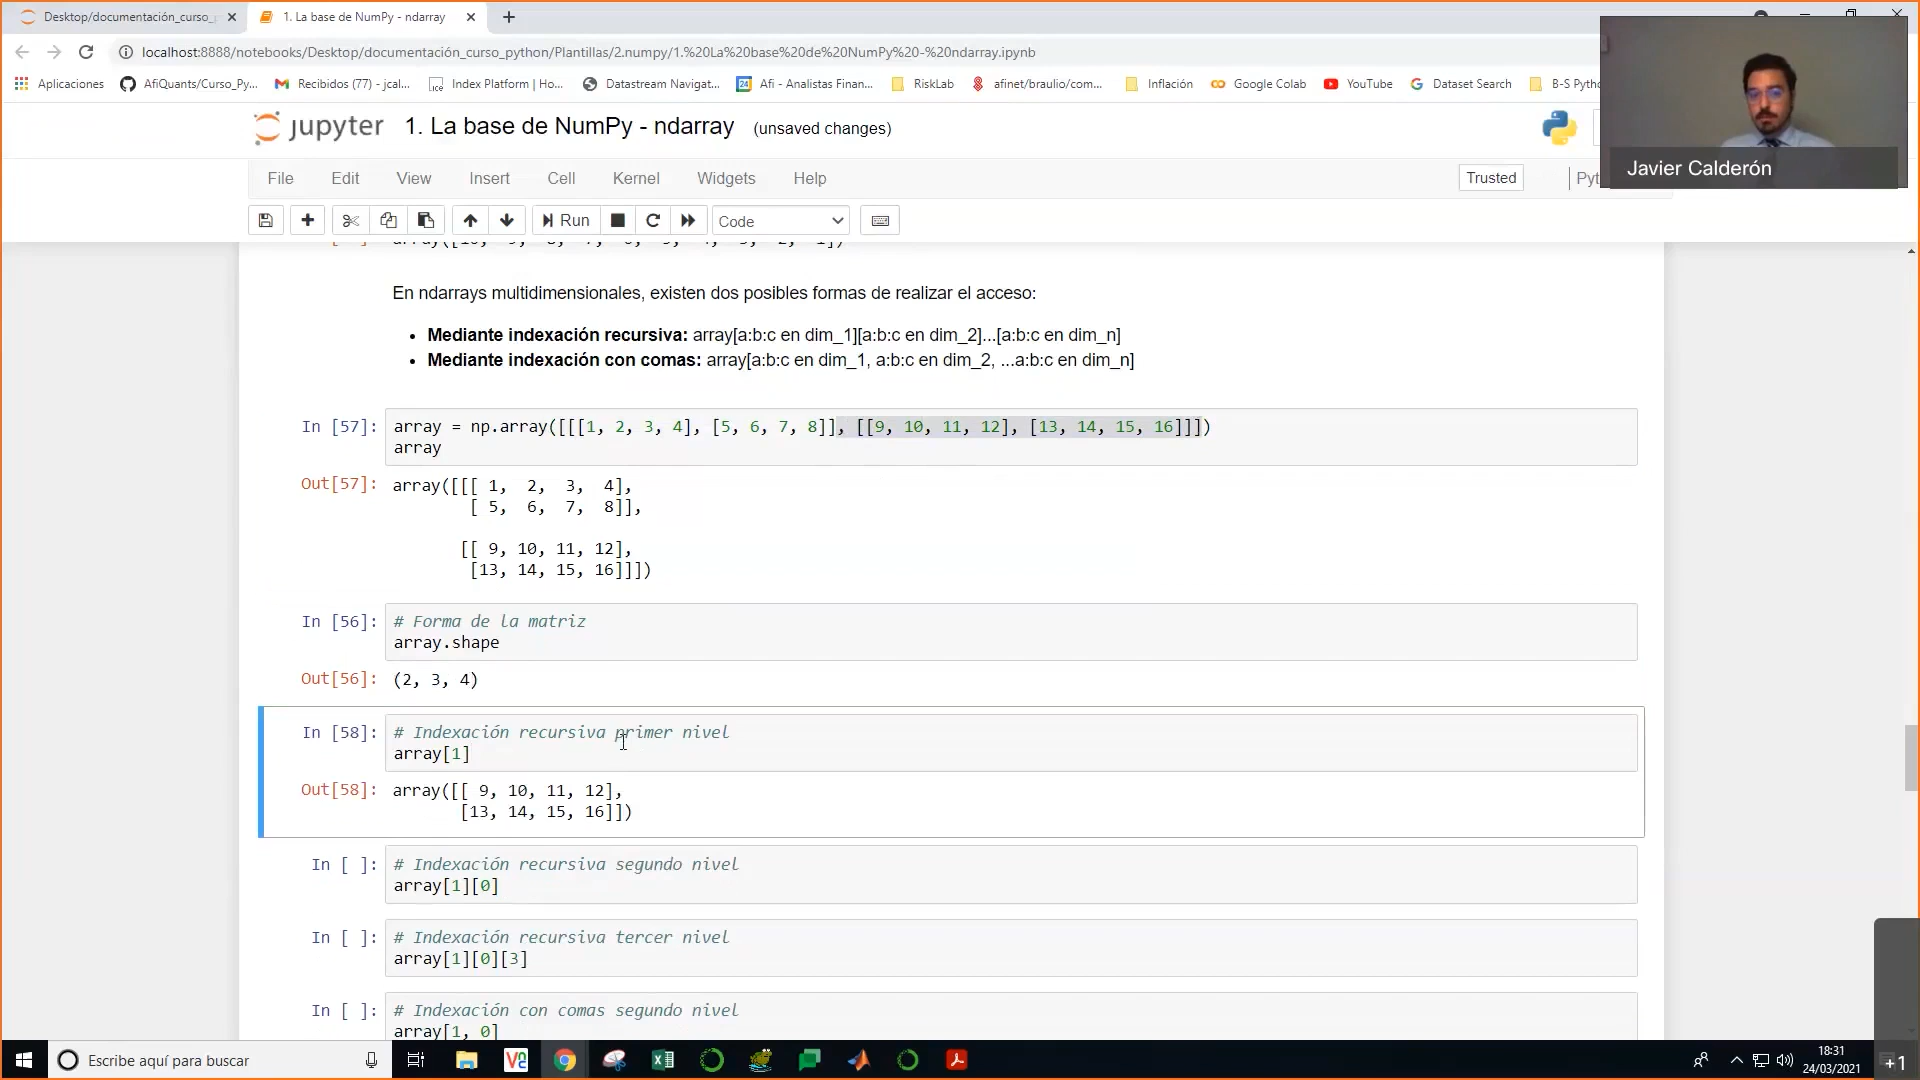 Desktop/documentación_curso_p
1. La base de NumPy - ndarray
localhost:8888/notebooks/Desktop/documentación_curso_python/Plantillas/2.numpy/1.%20La%20base%20de%20NumPy%20-%20ndarray.ipynb
Aplicaciones AfiQuants/Curso_Py... Recibidos (77) - jcal... Index Platform | Ho... Datastream Navigat... Afi - Analistas Finan... RiskLab afinet/braulio/com... Inflación Google Colab YouTube Dataset Search B-S Pytho
jupyter 1. La base de NumPy - ndarray (unsaved changes)
Javier Calderón
File Edit View Insert Cell Kernel Widgets Help Trusted Pyt
Run Code
En ndarrays multidimensionales, existen dos posibles formas de realizar el acceso:
• Mediante indexación recursiva: array[a:b:c en dim_1][a:b:c en dim_2]...[a:b:c en dim_n]
• Mediante indexación con comas: array[a:b:c en dim_1, a:b:c en dim_2, ...a:b:c en dim_n]
In [57]: array = np.array([[[1, 2, 3, 4], [5, 6, 7, 8]], [[9, 10, 11, 12], [13, 14, 15, 16]]])
array
Out[57]: array([[[ 1, 2, 3, 4],
[ 5, 6, 7, 8]],
[[ 9, 10, 11, 12],
[13, 14, 15, 16]]])
In [56]: # Forma de la matriz
array.shape
Out[56]: (2, 3, 4)
In [58]: # Indexación recursiva primer nivel
array[1]
Out[58]: array([[ 9, 10, 11, 12],
[13, 14, 15, 16]])
In [ ]: # Indexación recursiva segundo nivel
array[1][0]
In [ ]: # Indexación recursiva tercer nivel
array[1][0][3]
In [ ]: # Indexación con comas segundo nivel
array[1, 0]
Escribe aquí para buscar
18:31
24/03/2021
+1